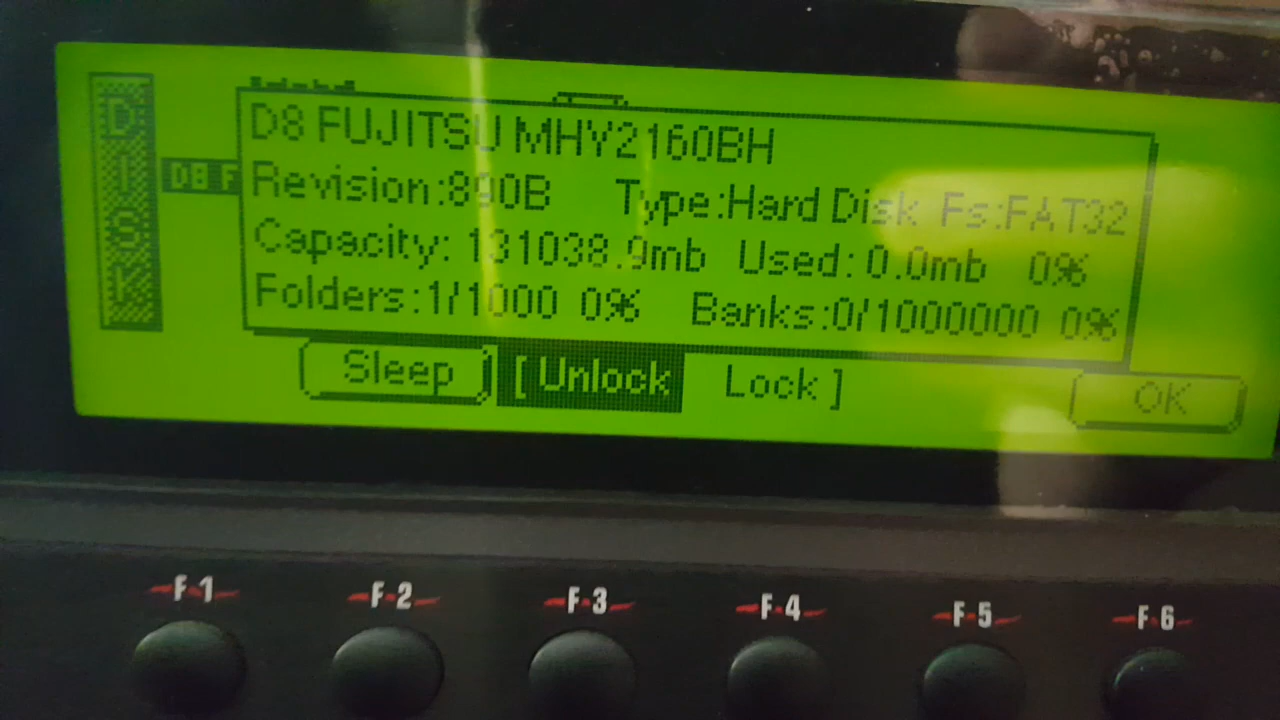 DISK
D8 F
D8 FUJITSU MHY2160BH
Revision:890B Type:Hard Disk Fs:FAT32
Capacity: 131038.9mb Used: 0.0mb 0%
Folders:1/1000 0% Banks:0/1000000 0%
Sleep [ Unlock Lock ] OK
F-1 F-2 F-3 F-4 F-5 F-6